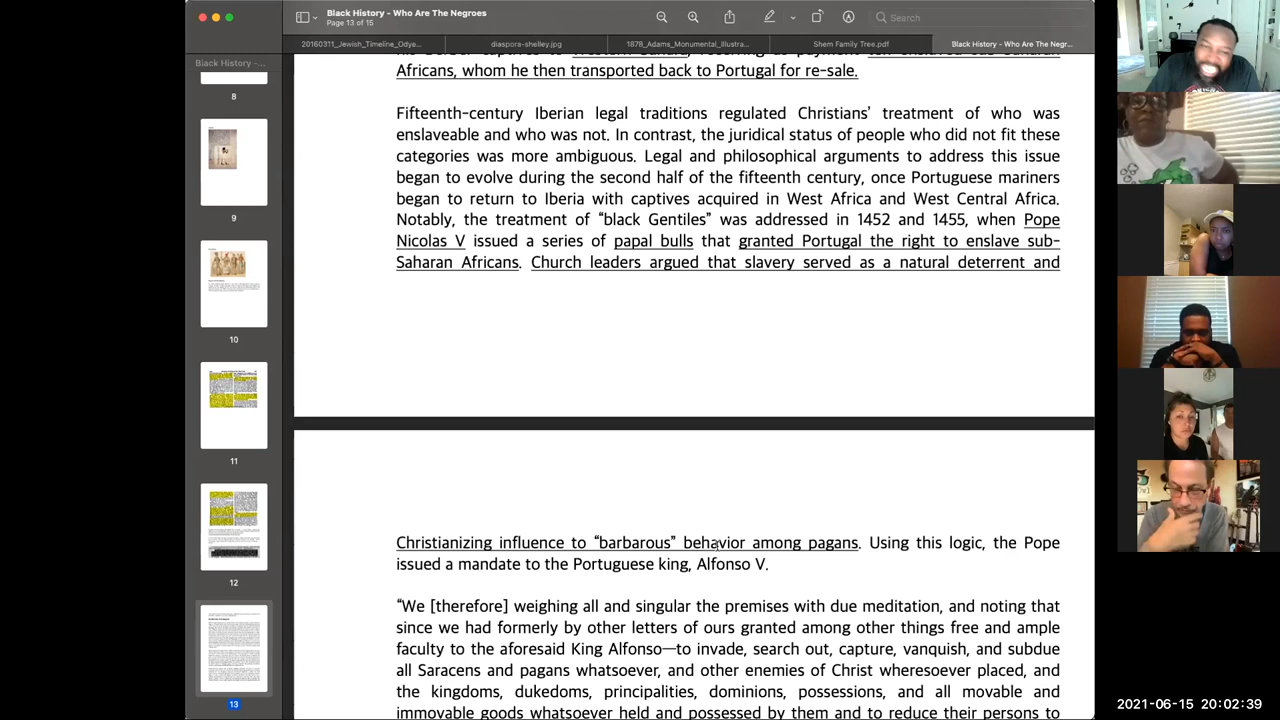 Black History - Who Are The Negroes
Page 13 of 15
Search
20160311_Jewish_Timeline_Odye...
diaspora-shelley.jpg
1878_Adams_Monumental_Illustra...
Shem Family Tree.pdf
Black History - Who Are The Negr...
Black History -...
8
9
10
11
12
13
Africans, whom he then transported back to Portugal for re-sale.
Fifteenth-century Iberian legal traditions regulated Christians’ treatment of who was
enslaveable and who was not. In contrast, the juridical status of people who did not fit these
categories was more ambiguous. Legal and philosophical arguments to address this issue
began to evolve during the second half of the fifteenth century, once Portuguese mariners
began to return to Iberia with captives acquired in West Africa and West Central Africa.
Notably, the treatment of “black Gentiles” was addressed in 1452 and 1455, when Pope
Nicolas V issued a series of papal bulls that granted Portugal the right to enslave sub-
Saharan Africans. Church leaders argued that slavery served as a natural deterrent and
Christianizing influence to “barbarous” behavior among pagans. Using this logic, the Pope
issued a mandate to the Portuguese king, Alfonso V.
“We [therefore] weighing all and singular the premises with due meditation, and noting that
since we had formerly by other letters of ours granted among other things free and ample
faculty to the aforesaid King Alfonso—to invade, search out, capture, vanquish, and subdue
all Saracens and pagans whatsoever, and other enemies of Christ wheresoever placed, and
the kingdoms, dukedoms, principalities, dominions, possessions, and all movable and
immovable goods whatsoever held and possessed by them and to reduce their persons to
2021-06-15 20:02:39